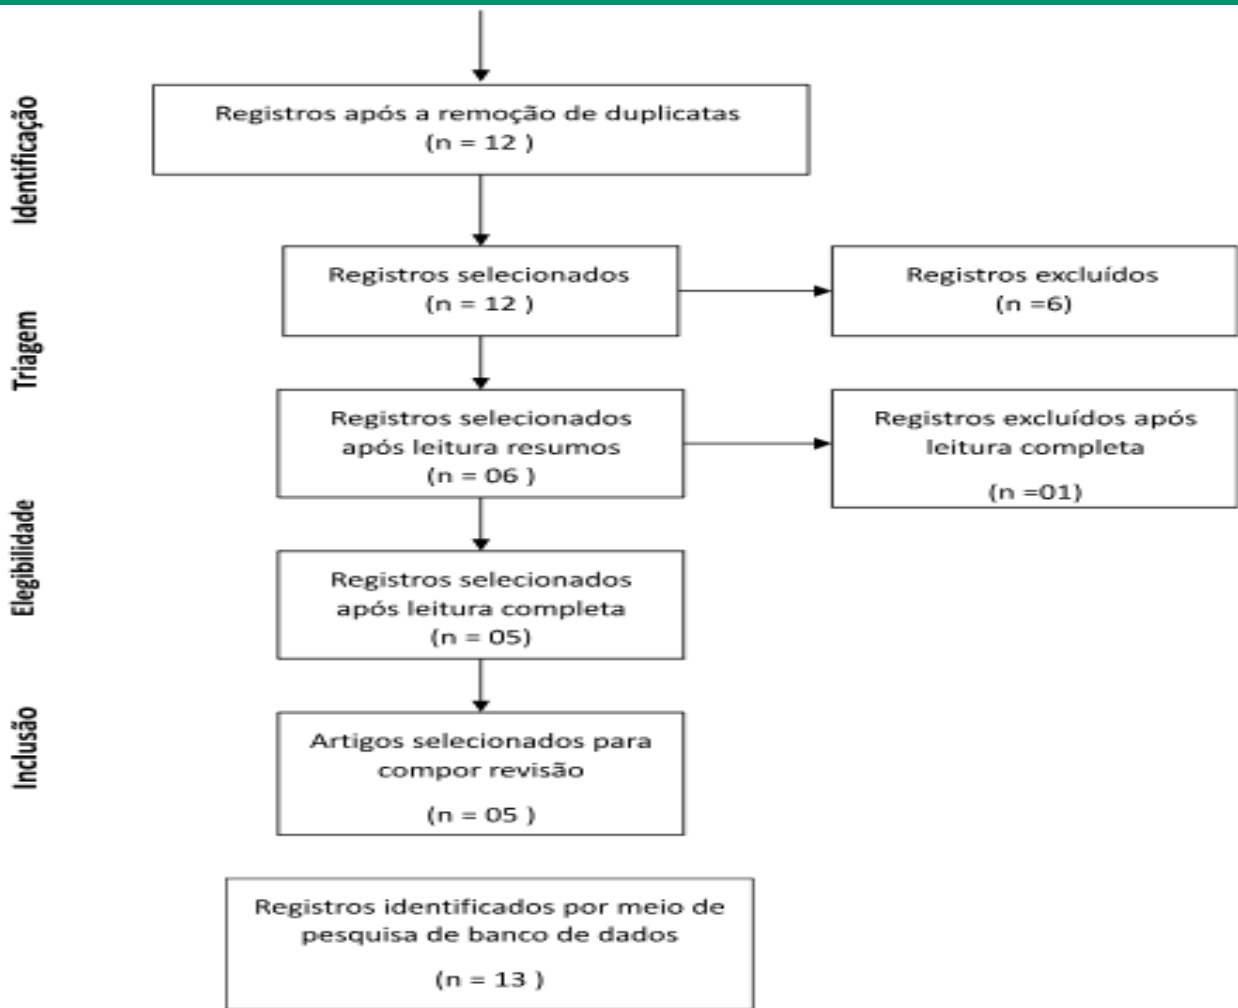 Identificação
Registros após a remoção de duplicatas
(n = 12 )
Triagem
Registros selecionados
(n = 12 )
Registros excluídos
(n =6)
Registros selecionados
após leitura resumos
(n = 06 )
Registros excluídos após
leitura completa
(n =01)
Elegibilidade
Registros selecionados
após leitura completa
(n = 05)
Inclusão
Artigos selecionados para
compor revisão
(n = 05 )
Registros identificados por meio de
pesquisa de banco de dados
(n = 13 )